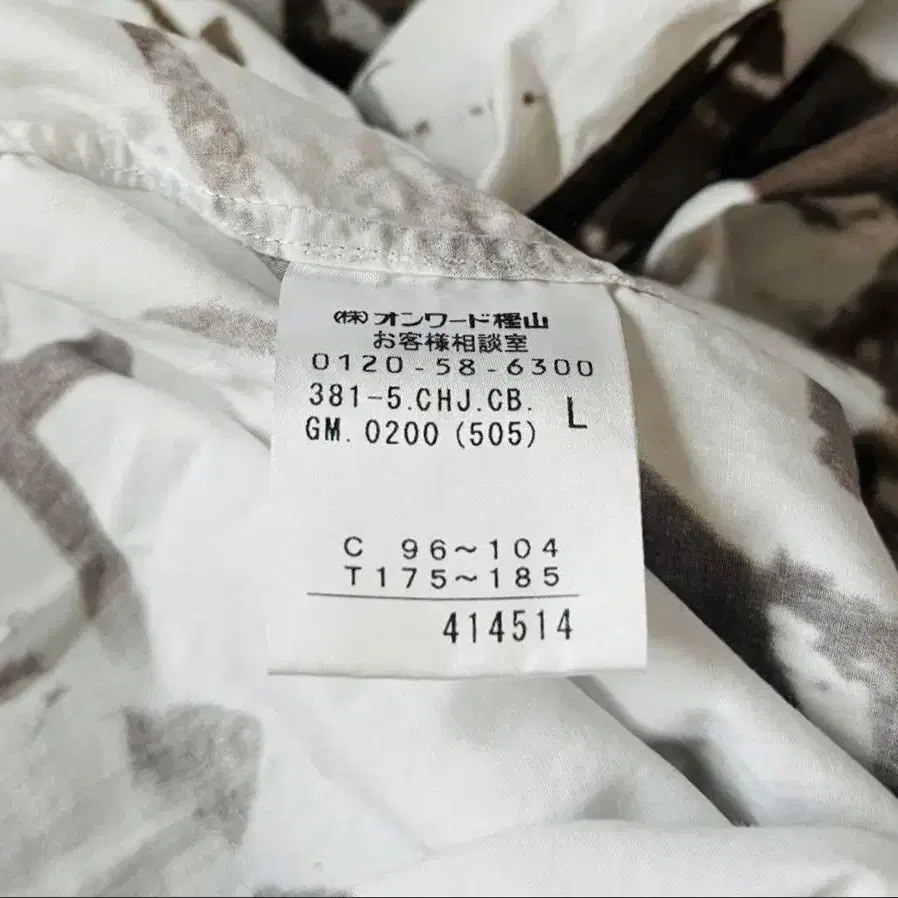 (株)オンワード樫山
お客様相談室
0120-58-6300
381-5.CHJ.CB. L
GM. 0200 (505)
C 96~104
T175~185
414514